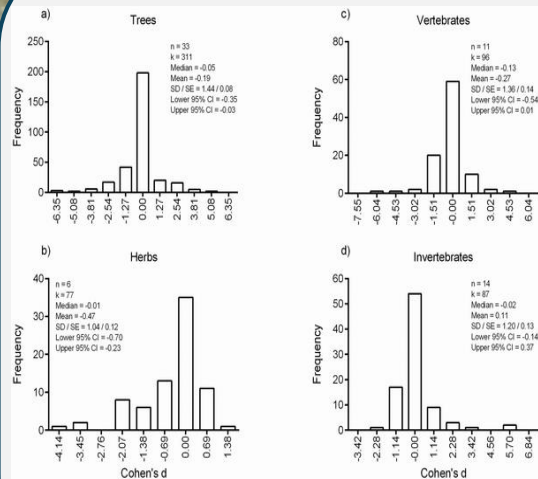 a)
Trees
250
200
150
100
50
0
Frequency
n = 33
k = 311
Median = -0.05
Mean = -0.19
SD / SE = 1.44 / 0.08
Lower 95% CI = -0.35
Upper 95% CI = -0.03
-6.35
-5.08
-3.81
-2.54
-1.27
0.00
1.27
2.54
3.81
5.08
6.35
c)
Vertebrates
80
60
40
20
0
Frequency
n = 11
k = 96
Median = -0.13
Mean = -0.27
SD / SE = 1.36 / 0.14
Lower 95% CI = -0.54
Upper 95% CI = 0.01
-7.55
-6.04
-4.53
-3.02
-1.51
-0.00
1.51
3.02
4.53
6.04
b)
Herbs
40
30
20
10
0
Frequency
n = 6
k = 77
Median = -0.01
Mean = -0.47
SD / SE = 1.04 / 0.12
Lower 95% CI = -0.70
Upper 95% CI = -0.23
-4.14
-3.45
-2.76
-2.07
-1.38
-0.69
0.00
0.69
1.38
Cohen's d
d)
Invertebrates
60
50
40
30
20
10
0
Frequency
n = 14
k = 87
Median = -0.02
Mean = 0.11
SD / SE = 1.20 / 0.13
Lower 95% CI = -0.14
Upper 95% CI = 0.37
-3.42
-2.28
-1.14
-0.00
1.14
2.28
3.42
4.56
5.70
6.84
Cohen's d